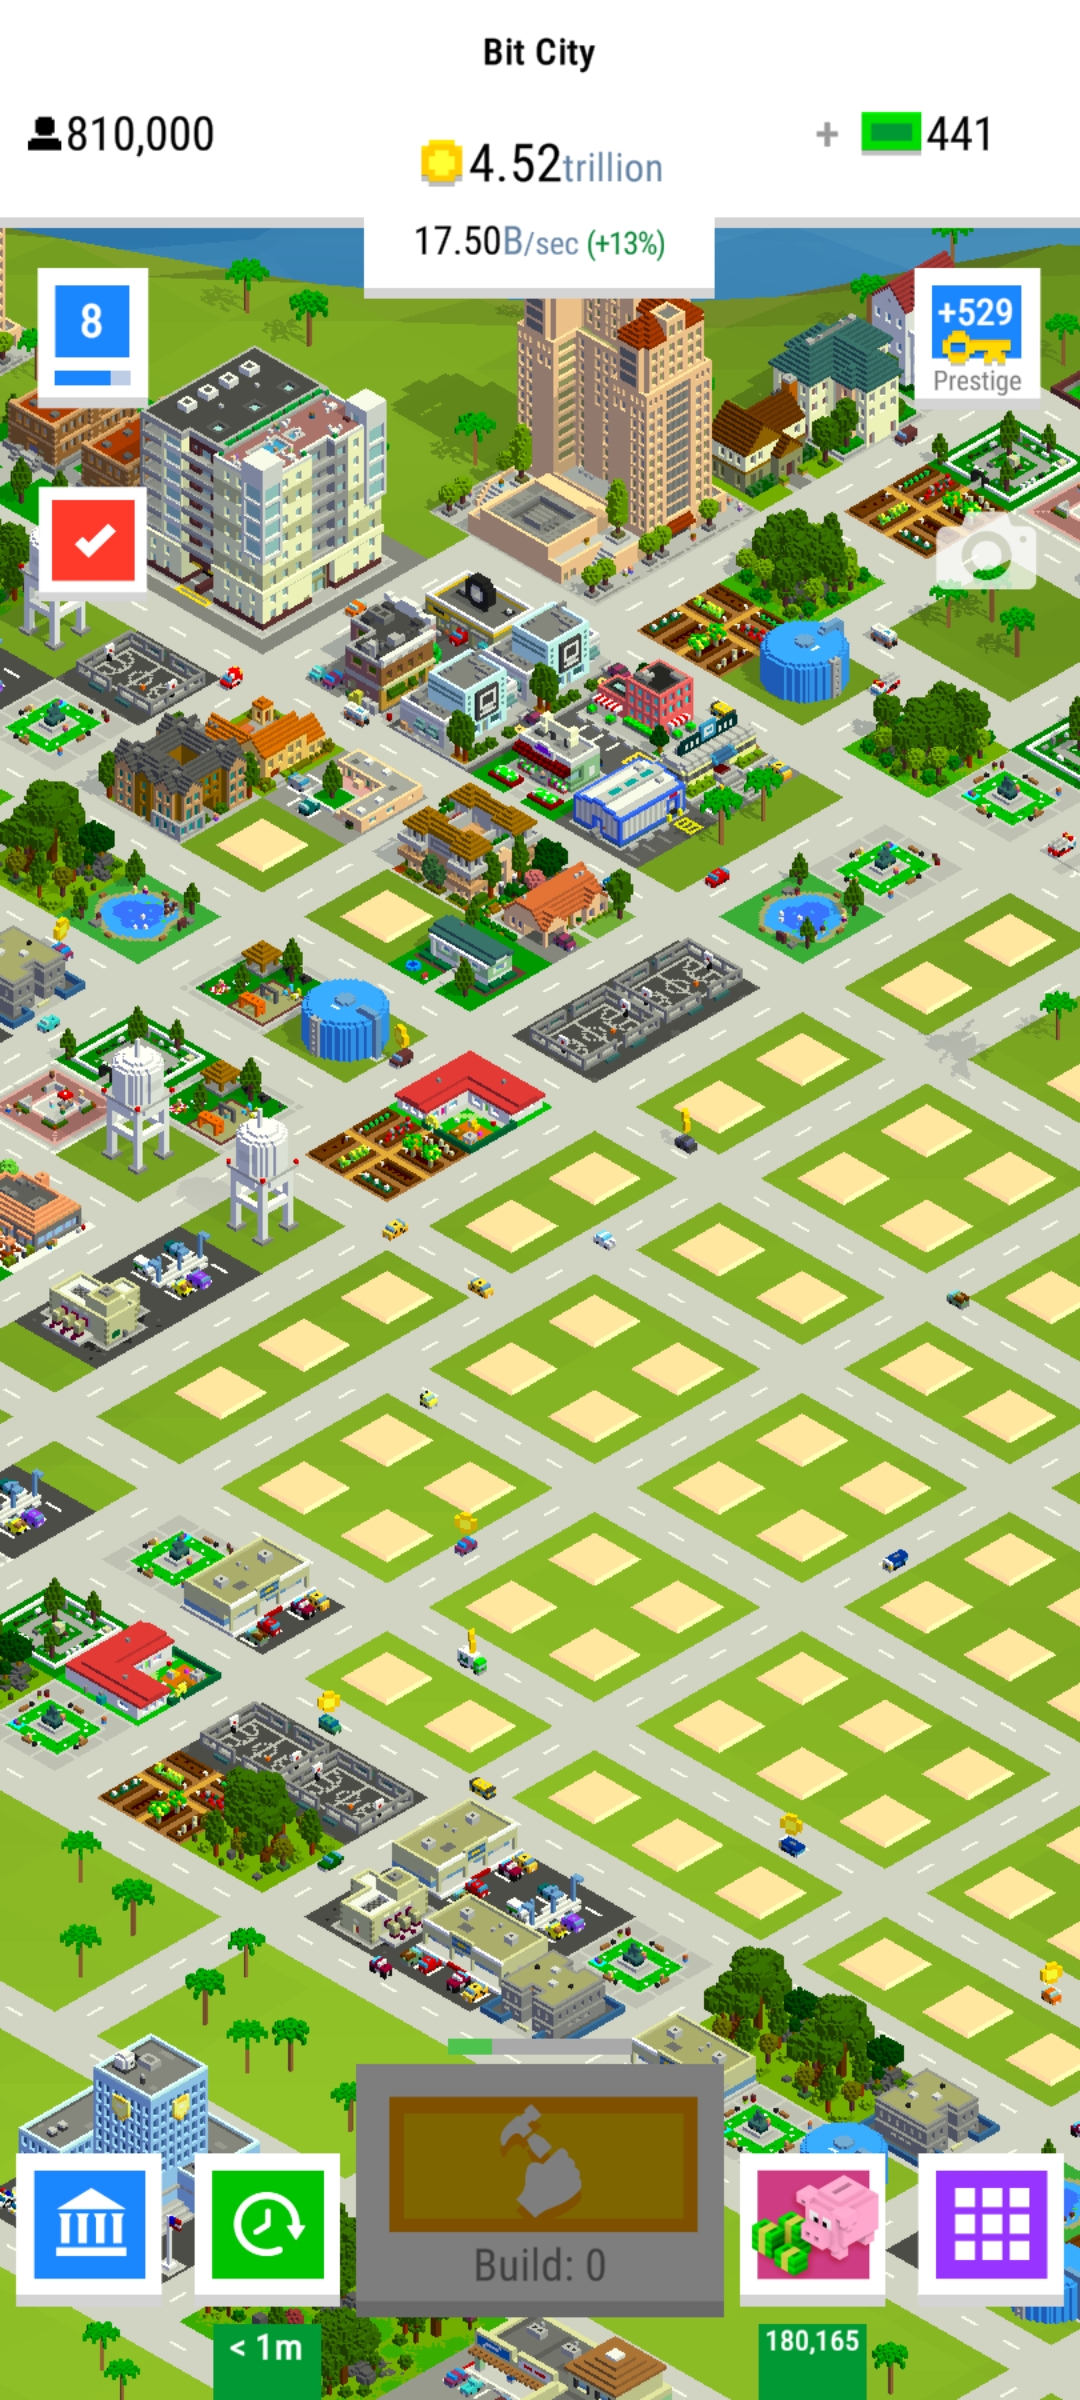 Bit City
810,000
4.52trillion
+ 441
17.50B/sec (+13%)
8
+529
Prestige
Build: 0
< 1m
180,165